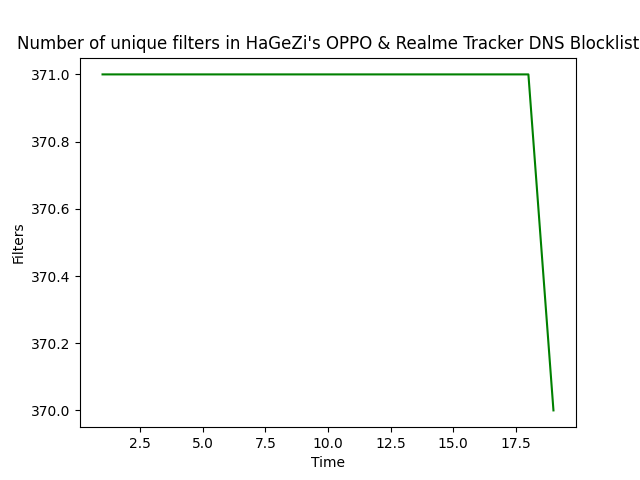 Number of unique filters in HaGeZi's OPPO & Realme Tracker DNS Blocklist
371.0
370.8
370.6
370.4
370.2
370.0
Filters
2.5 5.0 7.5 10.0 12.5 15.0 17.5
Time